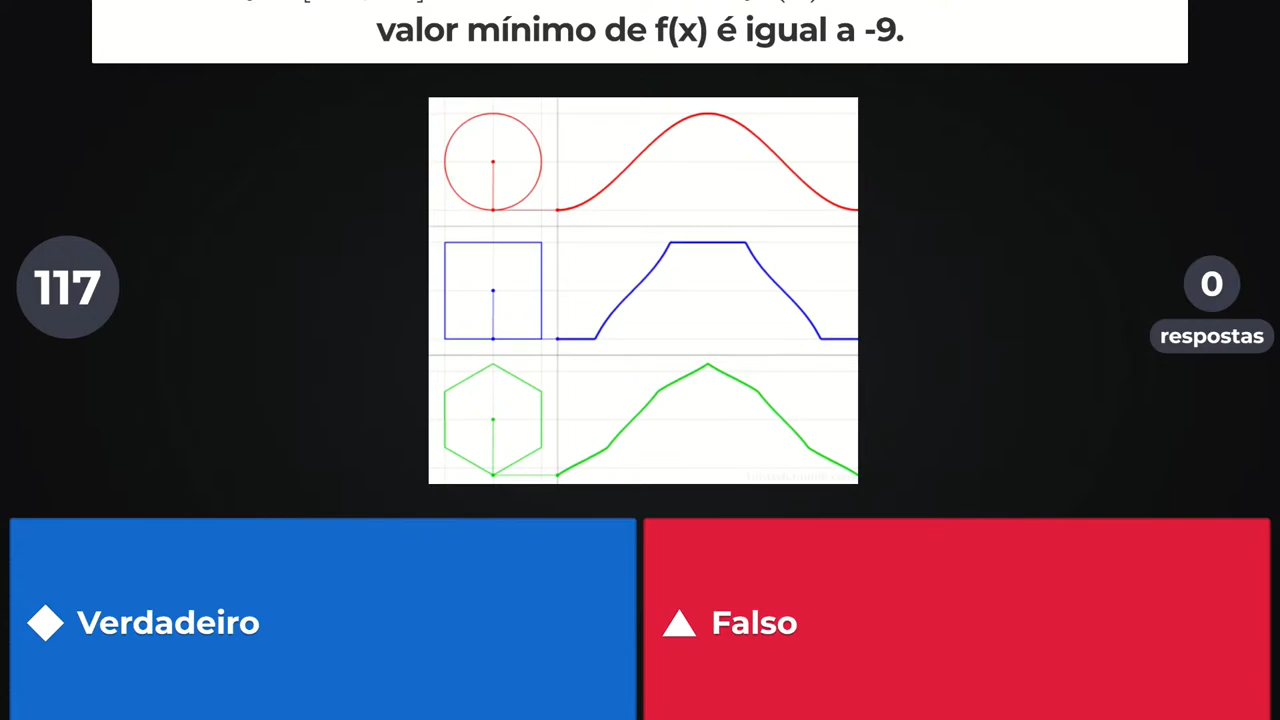 valor mínimo de f(x) é igual a -9.
117
0
respostas
Verdadeiro
Falso